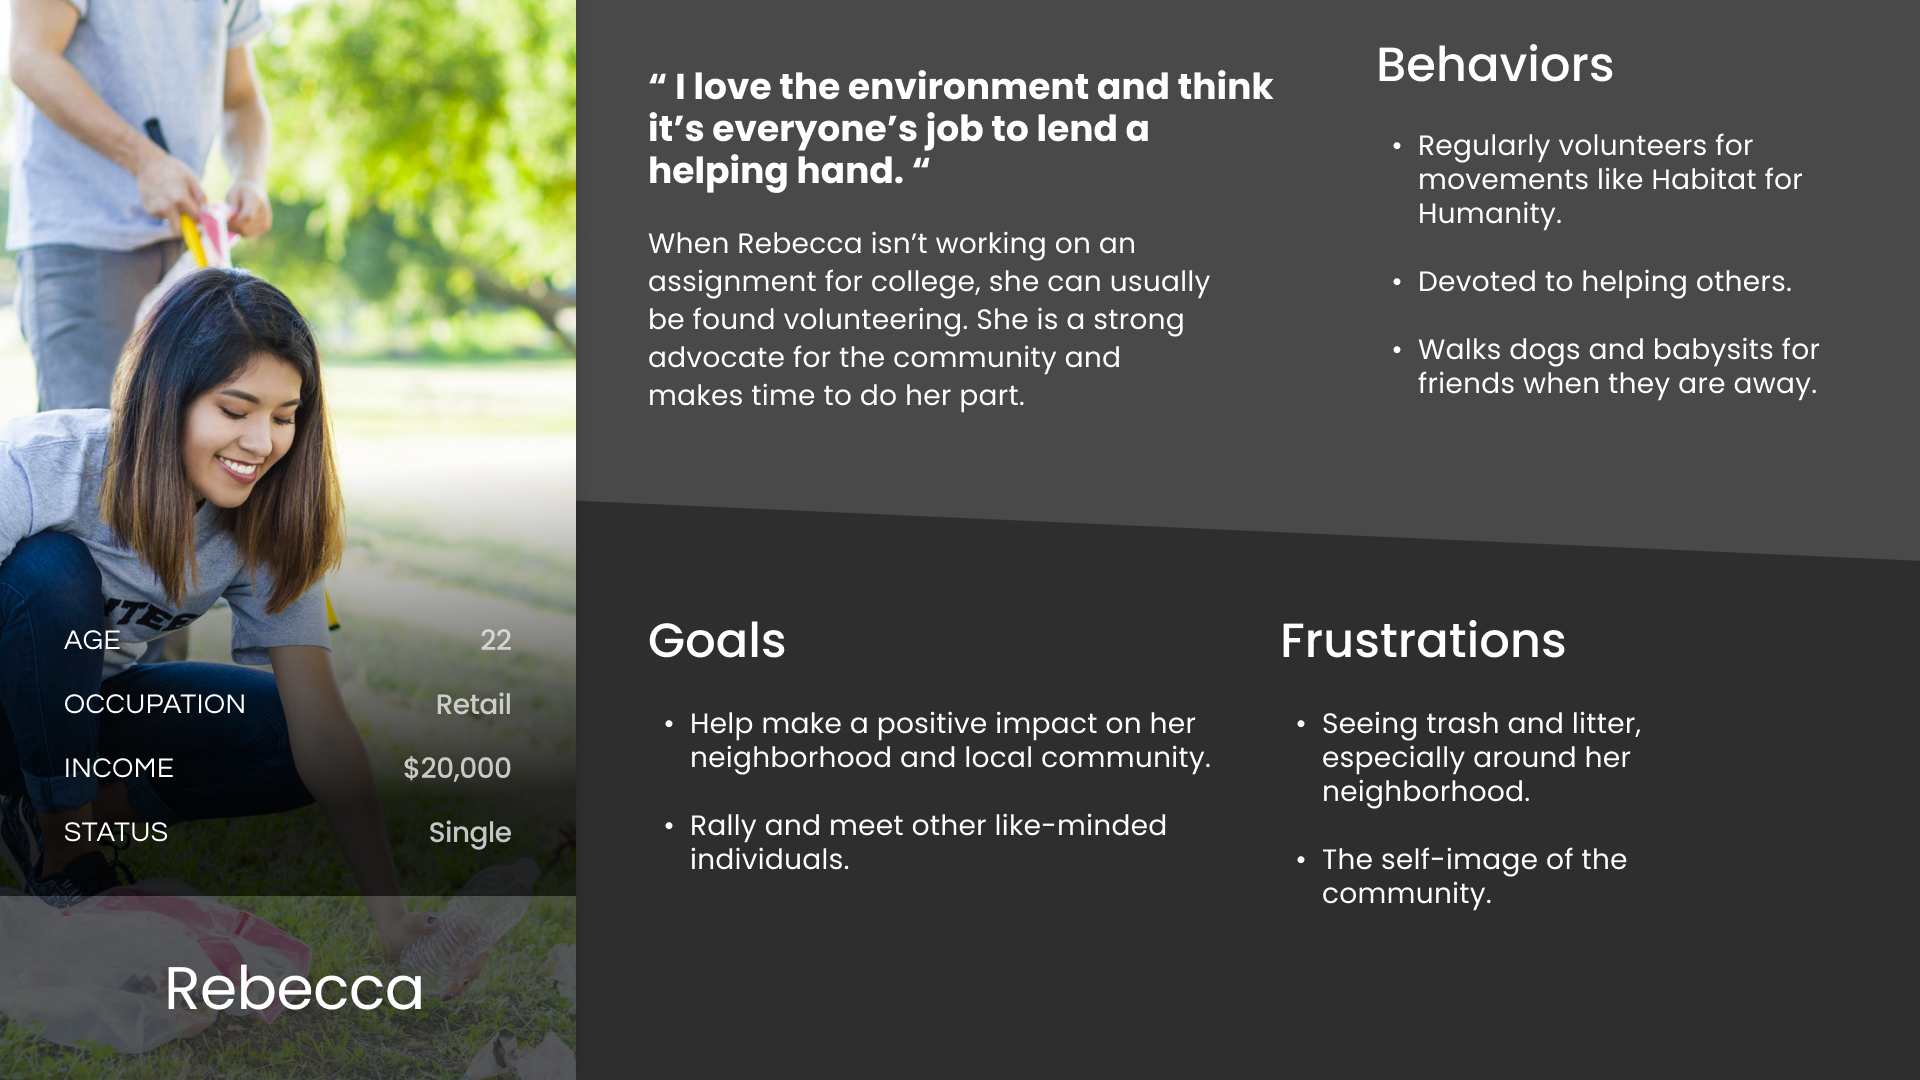 “ I love the environment and think
it’s everyone’s job to lend a
helping hand. “
When Rebecca isn’t working on an
assignment for college, she can usually
be found volunteering. She is a strong
advocate for the community and
makes time to do her part.
Behaviors
• Regularly volunteers for
movements like Habitat for
Humanity.
• Devoted to helping others.
• Walks dogs and babysits for
friends when they are away.
AGE 22
OCCUPATION Retail
INCOME $20,000
STATUS Single
Rebecca
Goals
• Help make a positive impact on her
neighborhood and local community.
• Rally and meet other like-minded
individuals.
Frustrations
• Seeing trash and litter,
especially around her
neighborhood.
• The self-image of the
community.